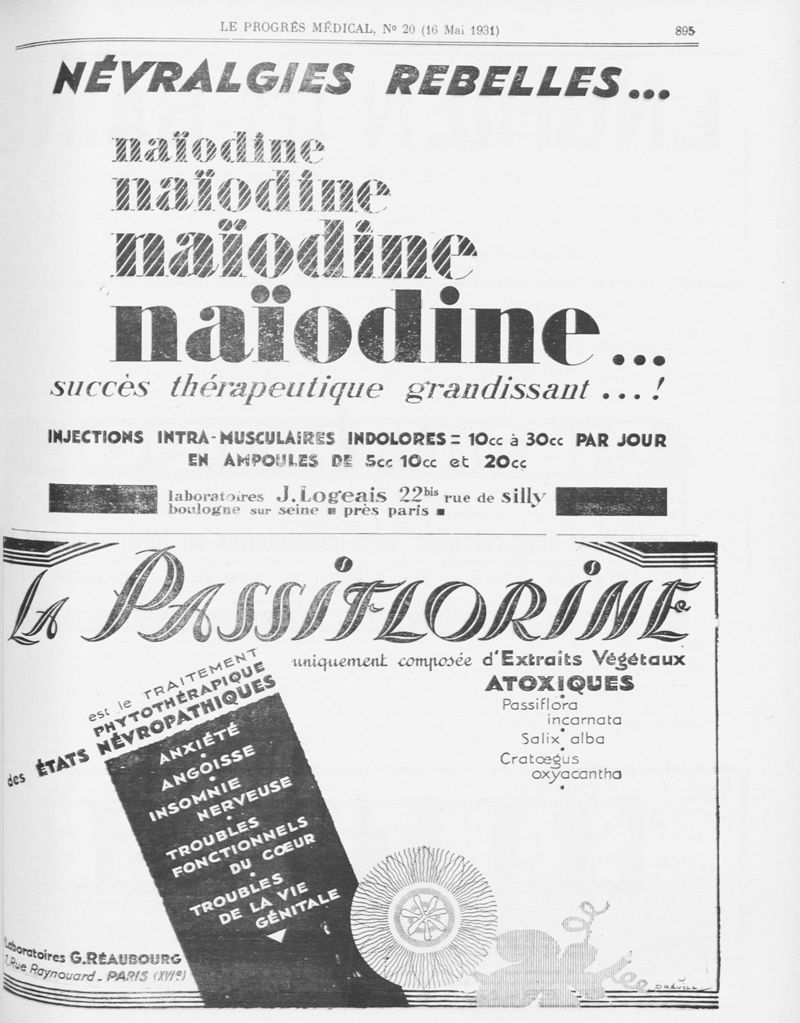 LE PROGRÈS MÉDICAL, No 20 (16 Mai 1931)
895
NÉVRALGIES REBELLES...
naïodine
naïodine
naïodine
naïodine...
succès thérapeutique grandissant...!
INJECTIONS INTRA-MUSCULAIRES INDOLORES = 10cc à 30cc PAR JOUR
EN AMPOULES DE 5cc 10cc et 20cc
laboratoires J. Logeais 22bis rue de silly
boulogne sur seine ■ près paris ■
LA PASSIFLORINE
uniquement composée d'Extraits Végétaux
ATOXIQUES
Passiflora
incarnata
Salix alba
Cratœgus
oxyacantha
est le TRAITEMENT
PHYTOTHÉRAPIQUE
des ÉTATS NÉVROPATHIQUES
ANXIÉTÉ
ANGOISSE
INSOMNIE
NERVEUSE
TROUBLES
FONCTIONNELS
DU CŒUR
TROUBLES
DE LA VIE
GÉNITALE
Laboratoires G. RÉAUBOURG
Rue Raynouard - PARIS (XVIe)